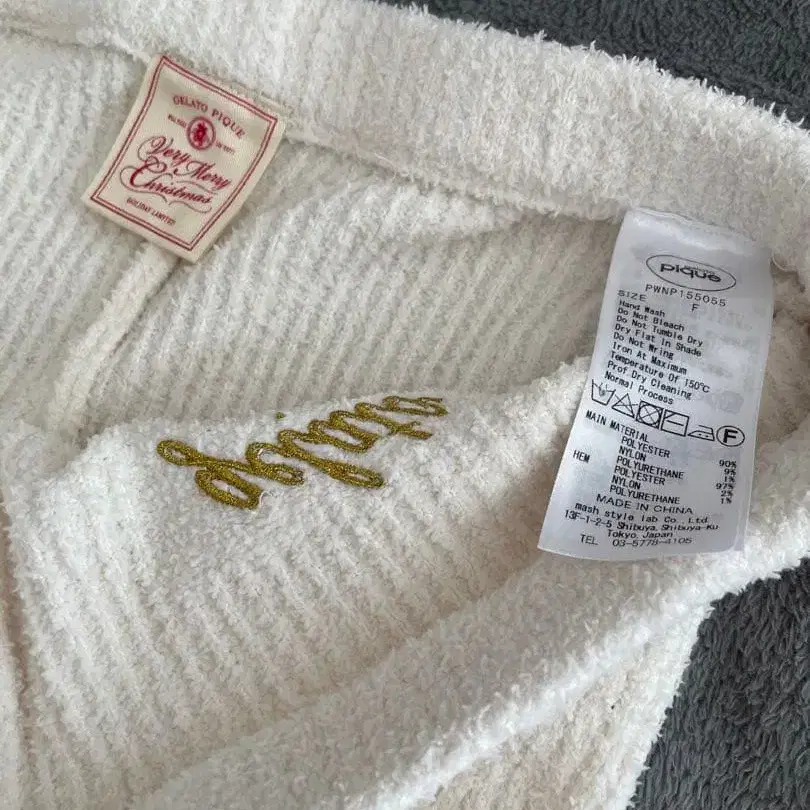 GELATO PIQUE
Very Merry
Christmas
HOLIDAY LIMITED
pique
PWNP155055
SIZE F
Hand Wash
Do Not Bleach
Do Not Tumble Dry
Dry Flat In Shade
Do Not Wring
Iron At Maximum
Temperature Of 150°C
Prof.Dry Cleaning
Normal Process
F
MAIN MATERIAL
POLYESTER 90%
NYLON 9%
POLYURETHANE 1%
HEM POLYESTER 97%
NYLON 2%
POLYURETHANE 1%
MADE IN CHINA
mash style lab Co., Ltd.
13F-1-2-5 Shibuya, Shibuya-Ku
Tokyo, Japan
TEL 03-5778-4105